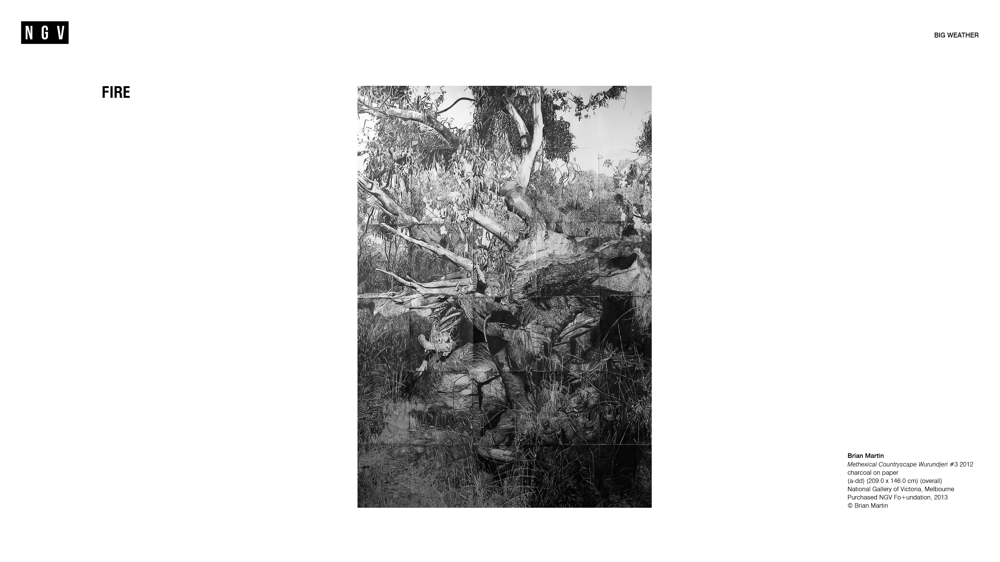 NGV
BIG WEATHER
FIRE
Brian Martin
Methexical Countryscape Wurundjeri #3 2012
charcoal on paper
(a-dd) (209.0 x 146.0 cm) (overall)
National Gallery of Victoria, Melbourne
Purchased NGV Fo+undation, 2013
© Brian Martin